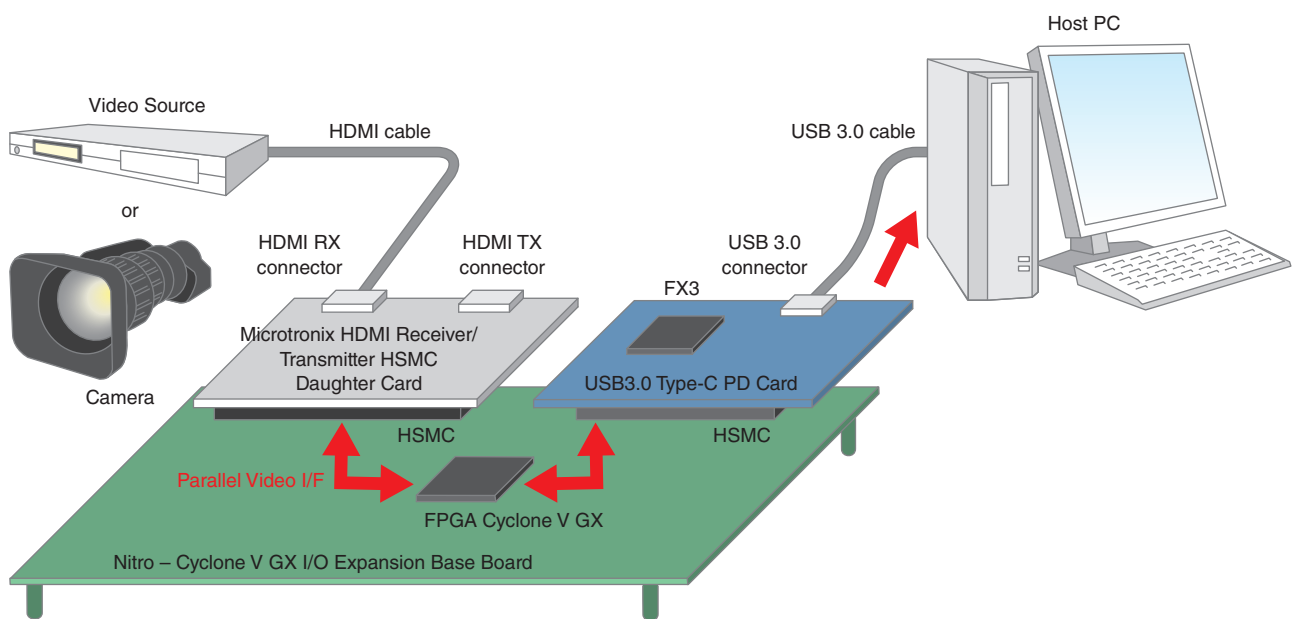 Host PC
Video Source
HDMI cable
USB 3.0 cable
or
HDMI RX
connector
HDMI TX
connector
USB 3.0
connector
FX3
Microtronix HDMI Receiver/
Transmitter HSMC
Daughter Card
USB3.0 Type-C PD Card
Camera
HSMC
HSMC
Parallel Video I/F
FPGA Cyclone V GX
Nitro – Cyclone V GX I/O Expansion Base Board